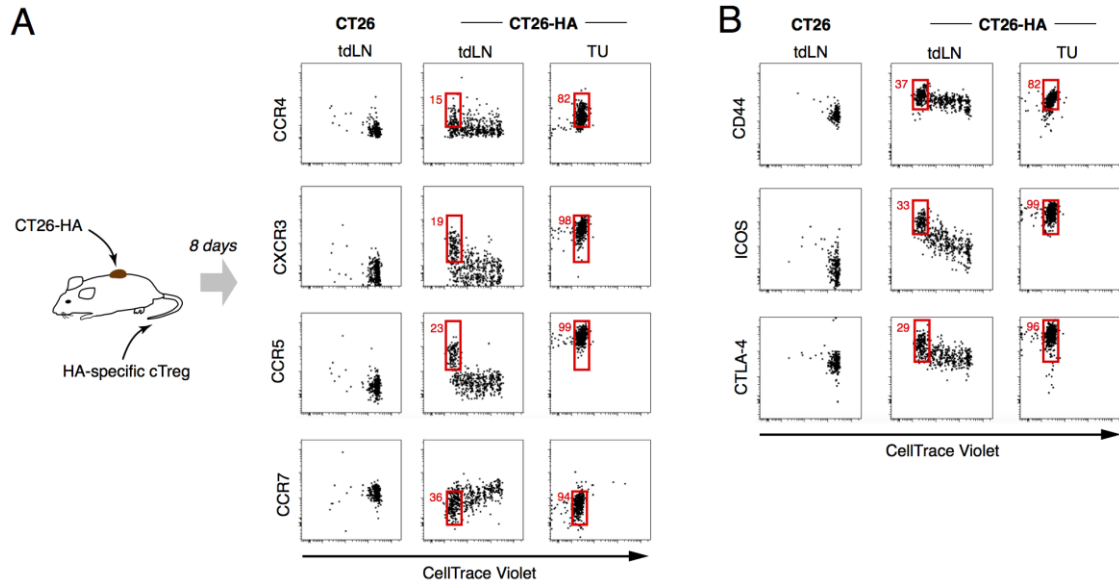 A
CT26
CT26-HA
tdLN
tdLN
TU
CCR4
15
82
CXCR3
19
98
CCR5
23
99
CCR7
36
94
CellTrace Violet
CT26-HA
8 days
HA-specific cTreg
B
CT26
CT26-HA
tdLN
tdLN
TU
CD44
37
82
ICOS
33
99
CTLA-4
29
96
CellTrace Violet